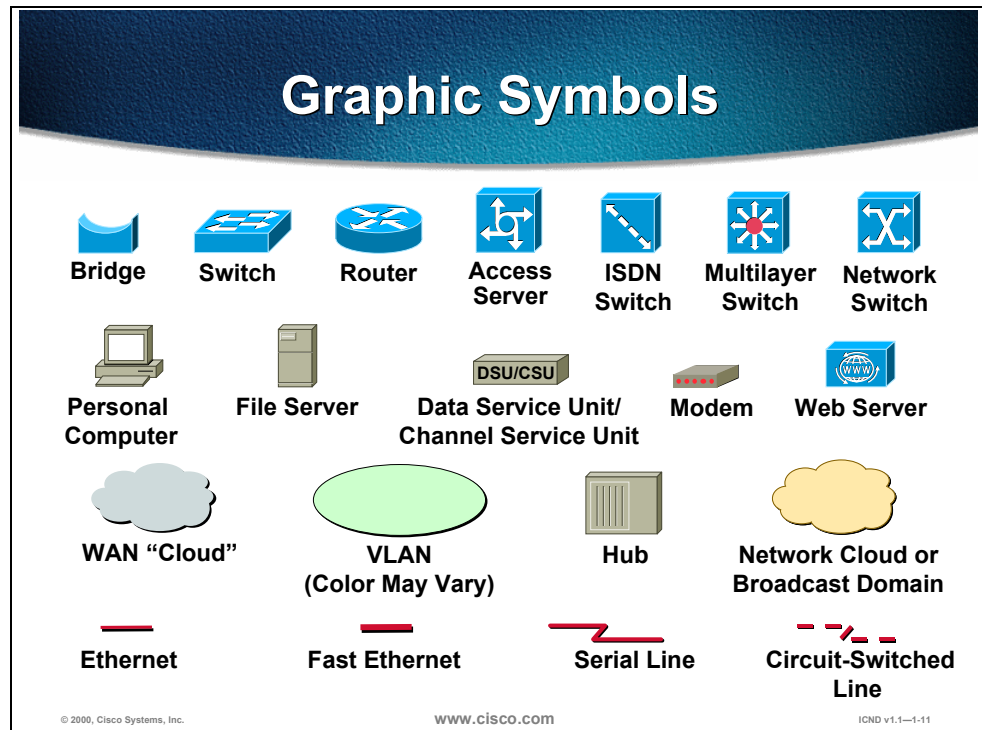 Graphic Symbols
Bridge
Switch
Router
Access
Server
ISDN
Switch
Multilayer
Switch
Network
Switch
DSU/CSU
WWW
Personal
Computer
File Server
Data Service Unit/
Channel Service Unit
Modem
Web Server
WAN “Cloud”
VLAN
(Color May Vary)
Hub
Network Cloud or
Broadcast Domain
Ethernet
Fast Ethernet
Serial Line
Circuit-Switched
Line
© 2000, Cisco Systems, Inc.
www.cisco.com
ICND v1.1—1-11